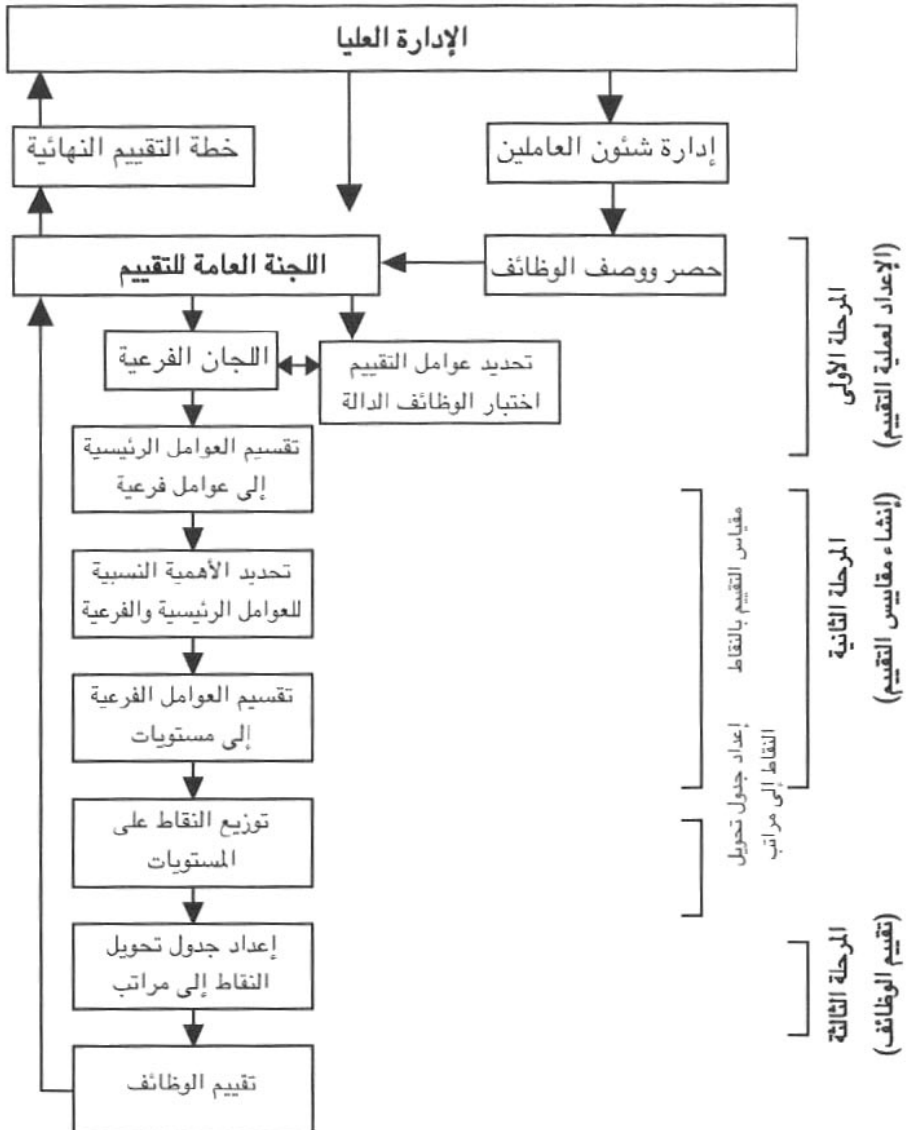 الإدارة العليا
إدارة شئون العاملين
خطة التقييم النهائية
حصر ووصف الوظائف
اللجنة العامة للتقييم
تحديد عوامل التقييم
اختبار الوظائف الدالة
اللجان الفرعية
تقسيم العوامل الرئيسية
إلى عوامل فرعية
تحديد الأهمية النسبية
للعوامل الرئيسية والفرعية
تقسيم العوامل الفرعية
إلى مستويات
توزيع النقاط على
المستويات
إعداد جدول تحويل
النقاط إلى مراتب
تقييم الوظائف
المرحلة الأولى
(الإعداد لعملية التقييم)
المرحلة الثانية
(إنشاء مقاييس التقييم)
مقياس التقييم بالنقاط
إعداد جدول تحويل
النقاط إلى مراتب
المرحلة الثالثة
(تقييم الوظائف)